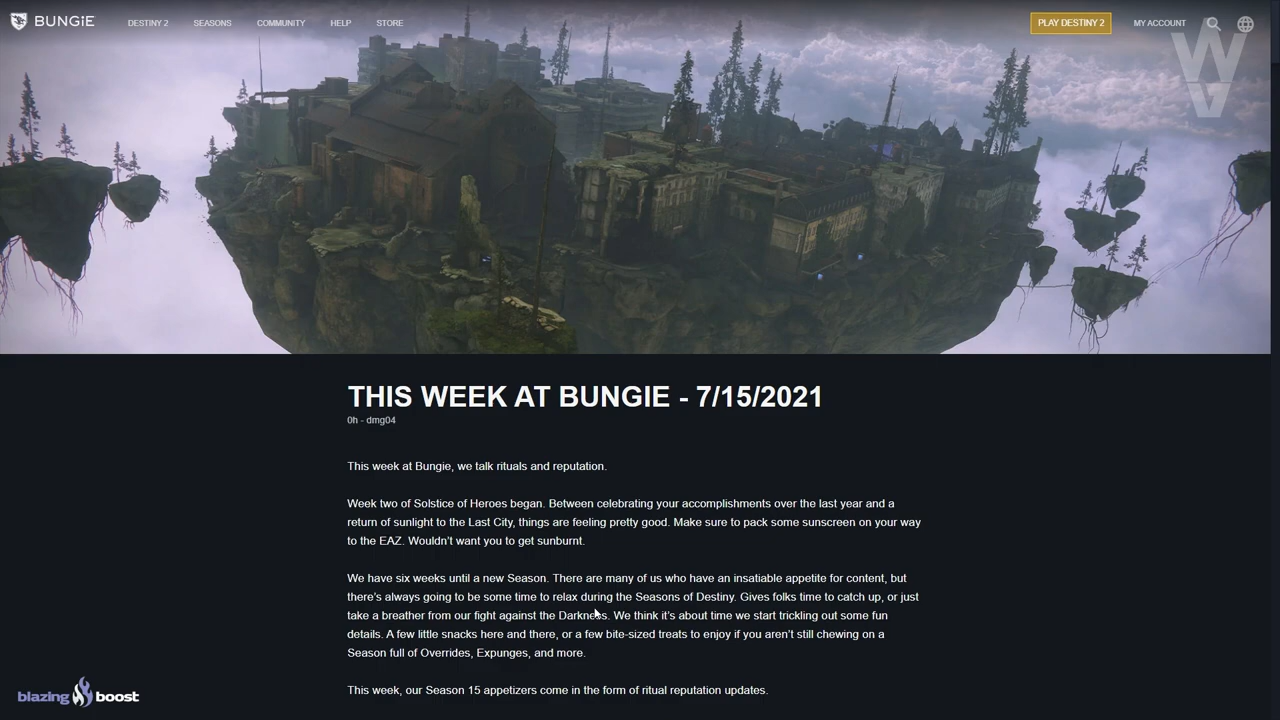 BUNGiE DESTINY 2 SEASONS COMMUNITY HELP STORE PLAY DESTINY 2 MY ACCOUNT
THIS WEEK AT BUNGIE - 7/15/2021
0h - dmg04
This week at Bungie, we talk rituals and reputation.
Week two of Solstice of Heroes began. Between celebrating your accomplishments over the last year and a
return of sunlight to the Last City, things are feeling pretty good. Make sure to pack some sunscreen on your way
to the EAZ. Wouldn't want you to get sunburnt.
We have six weeks until a new Season. There are many of us who have an insatiable appetite for content, but
there's always going to be some time to relax during the Seasons of Destiny. Gives folks time to catch up, or just
take a breather from our fight against the Darkness. We think it's about time we start trickling out some fun
details. A few little snacks here and there, or a few bite-sized treats to enjoy if you aren't still chewing on a
Season full of Overrides, Expunges, and more.
This week, our Season 15 appetizers come in the form of ritual reputation updates.
blazing boost